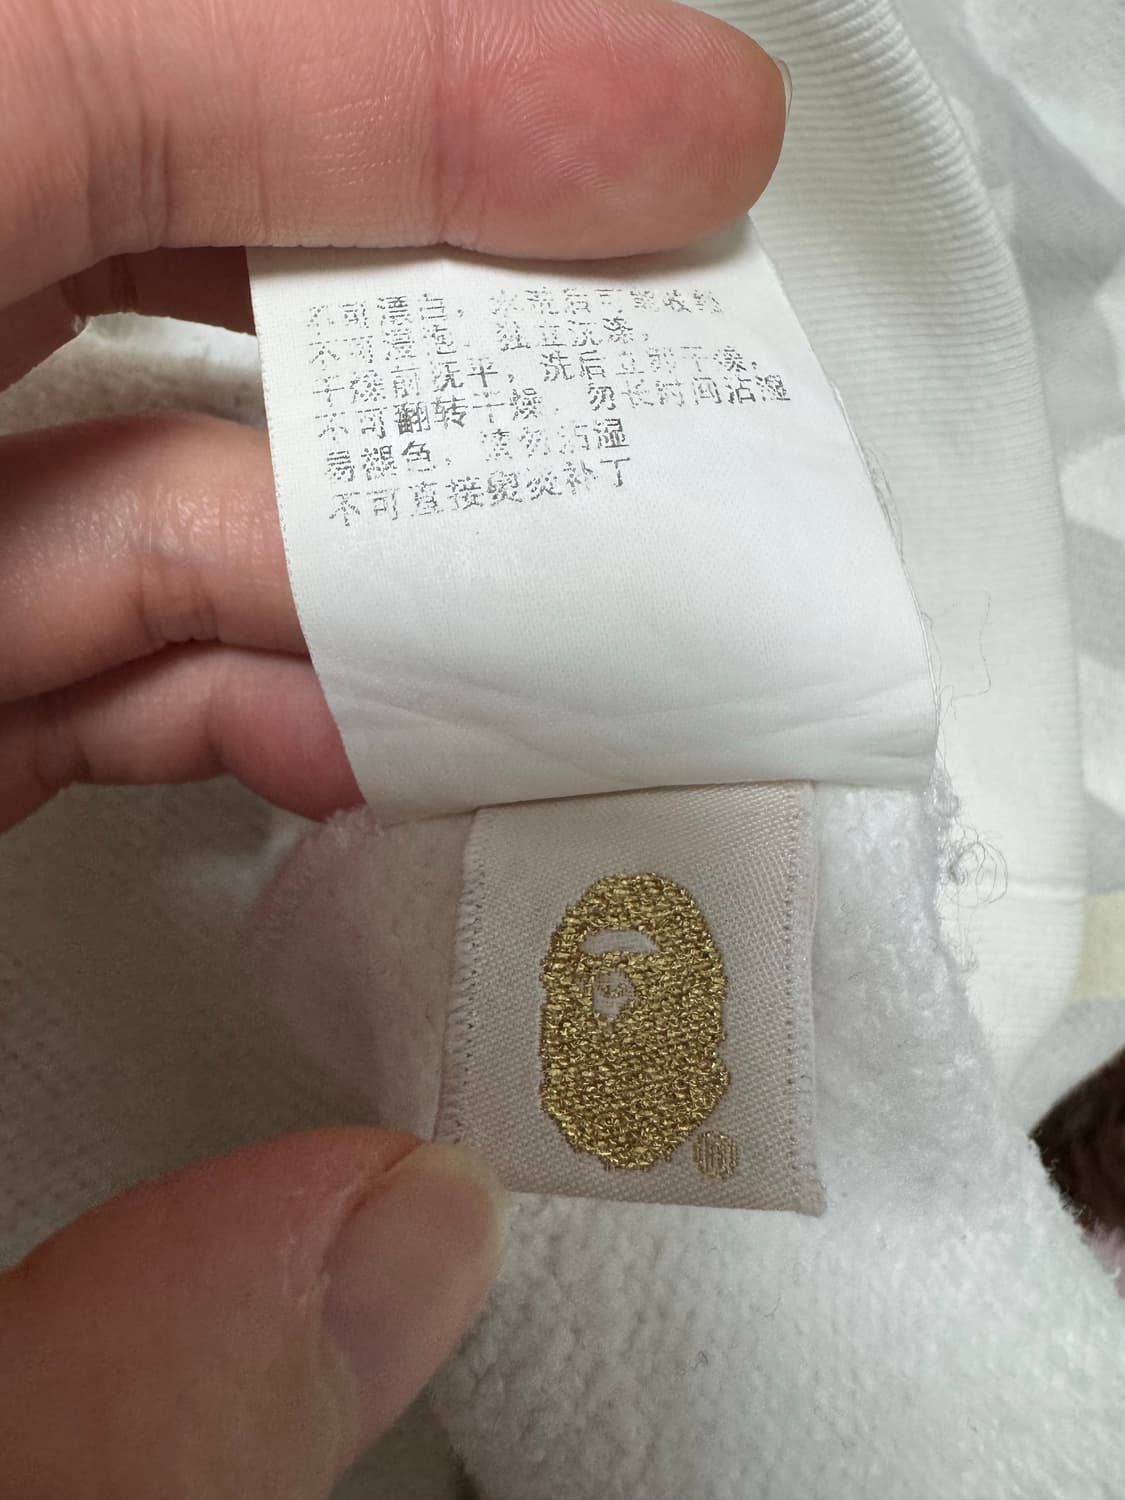 不可漂白，水洗后可能收缩
不可浸泡，独立洗涤，
干燥前抚平，洗后立即干燥，
不可翻转干燥，勿长时间沾湿
易褪色，请勿沾湿
不可直接熨烫补丁
®